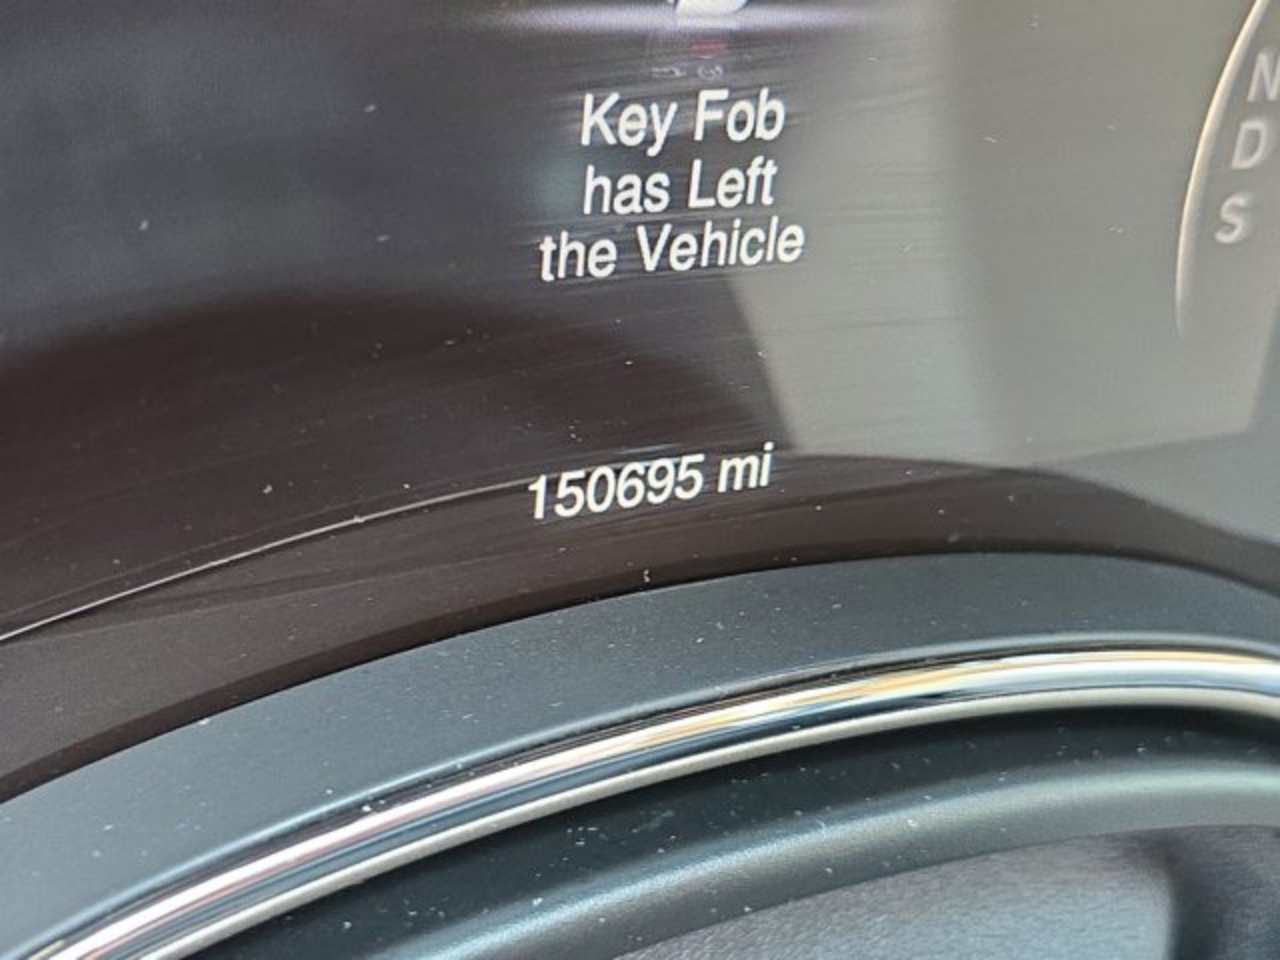 Key Fob
has Left
the Vehicle
150695 mi
N
D
S